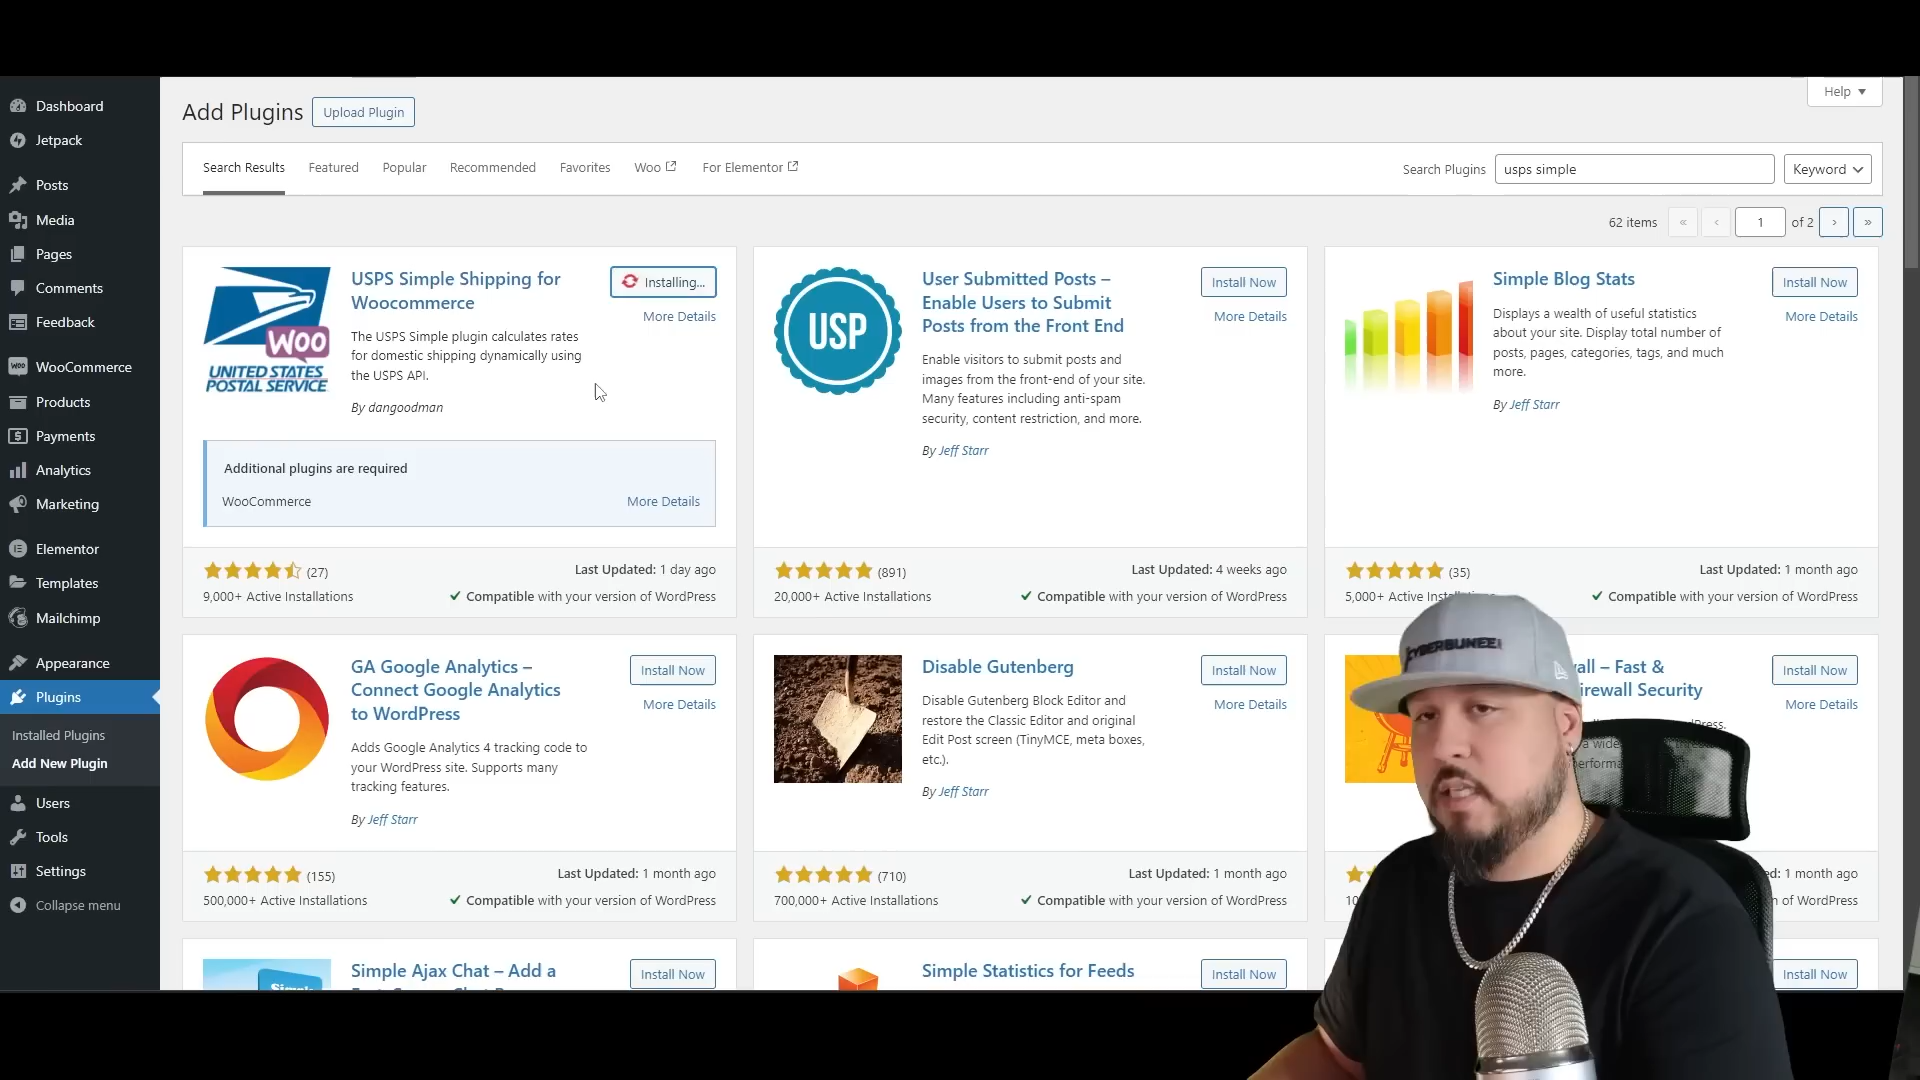 Help
Add Plugins
Upload Plugin
Search Results
Featured
Popular
Recommended
Favorites
Woo
For Elementor
Search Plugins
usps simple
Keyword
62 items
«
‹
1
of 2
›
»
Dashboard
Jetpack
Posts
Media
Pages
Comments
Feedback
WooCommerce
Products
Payments
Analytics
Marketing
Elementor
Templates
Mailchimp
Appearance
Plugins
Installed Plugins
Add New Plugin
Users
Tools
Settings
Collapse menu
WOO
UNITED STATES
POSTAL SERVICE
USPS Simple Shipping for
Woocommerce
Installing...
More Details
The USPS Simple plugin calculates rates
for domestic shipping dynamically using
the USPS API.
By dangoodman
Additional plugins are required
WooCommerce
More Details
(27)
Last Updated: 1 day ago
9,000+ Active Installations
Compatible with your version of WordPress
USP
User Submitted Posts –
Enable Users to Submit
Posts from the Front End
Install Now
More Details
Enable visitors to submit posts and
images from the front-end of your site.
Many features including anti-spam
security, content restriction, and more.
By Jeff Starr
(891)
Last Updated: 4 weeks ago
20,000+ Active Installations
Compatible with your version of WordPress
Simple Blog Stats
Install Now
More Details
Displays a wealth of useful statistics
about your site. Display total number of
posts, pages, categories, tags, and much
more.
By Jeff Starr
(35)
Last Updated: 1 month ago
5,000+ Active
Compatible with your version of WordPress
GA Google Analytics –
Connect Google Analytics
to WordPress
Install Now
More Details
Adds Google Analytics 4 tracking code to
your WordPress site. Supports many
tracking features.
By Jeff Starr
(155)
Last Updated: 1 month ago
500,000+ Active Installations
Compatible with your version of WordPress
Disable Gutenberg
Install Now
More Details
Disable Gutenberg Block Editor and
restore the Classic Editor and original
Edit Post screen (TinyMCE, meta boxes,
etc.).
By Jeff Starr
(710)
Last Updated: 1 month ago
700,000+ Active Installations
Compatible with your version of WordPress
– Fast &
Firewall Security
Install Now
More Details
a wide
1 month ago
of WordPress
CYBERBUNEE!
Simple Ajax Chat – Add a
Install Now
Simple Statistics for Feeds
Install Now
Install Now